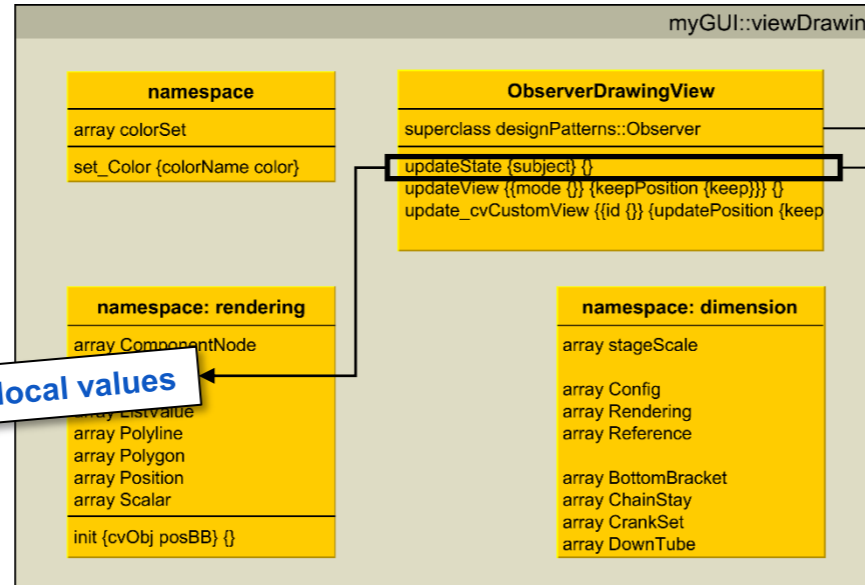 myGUI::viewDrawin
namespace
array colorSet
set_Color {colorName color}
ObserverDrawingView
superclass designPatterns::Observer
updateState {subject} {}
updateView {{mode {}} {keepPosition {keep}}} {}
update_cvCustomView {{id {}} {updatePosition {keep
namespace: rendering
array ComponentNode
local values
array ListValue
array Polyline
array Polygon
array Position
array Scalar
init {cvObj posBB} {}
namespace: dimension
array stageScale
array Config
array Rendering
array Reference
array BottomBracket
array ChainStay
array CrankSet
array DownTube